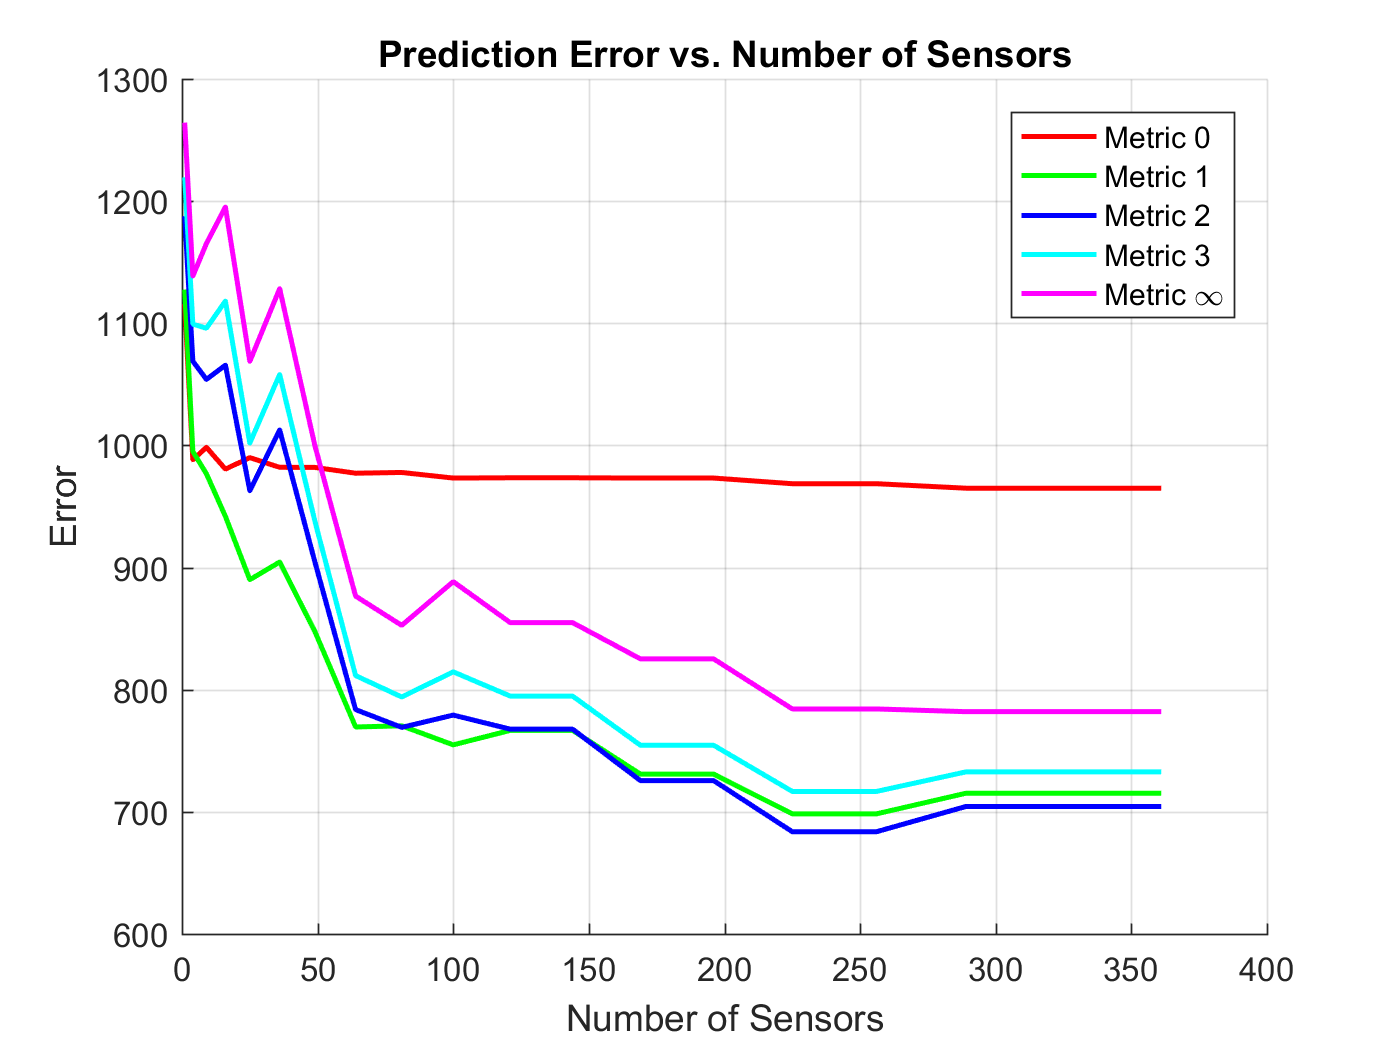 Prediction Error vs. Number of Sensors
1300
1200
1100
1000
900
800
700
600
Error
0 50 100 150 200 250 300 350 400
Number of Sensors
Metric 0
Metric 1
Metric 2
Metric 3
Metric ∞